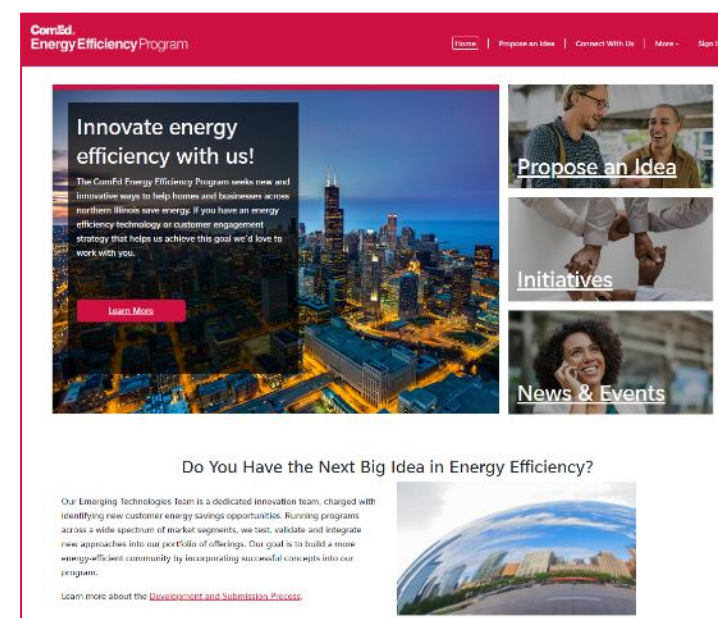 ComEd.
Energy Efficiency Program
Home | Propose an Idea | Connect With Us | More | Sign
Innovate energy
efficiency with us!
The ComEd Energy Efficiency Program seeks new and
innovative ways to help homes and businesses across
northern Illinois save energy. If you have an energy
efficiency technology or customer engagement
strategy that helps us achieve this goal we'd love to
work with you.
Learn More
Propose an Idea
Initiatives
News & Events
Do You Have the Next Big Idea in Energy Efficiency?
Our Emerging Technologies Team is a dedicated innovation team, charged with
identifying new customer energy savings opportunities. Running programs
across a wide spectrum of market segments, we test, validate and integrate
new approaches into our portfolio of offerings. Our goal is to build a more
energy-efficient community by incorporating successful concepts into our
program.
Learn more about the Development and Submission Process.